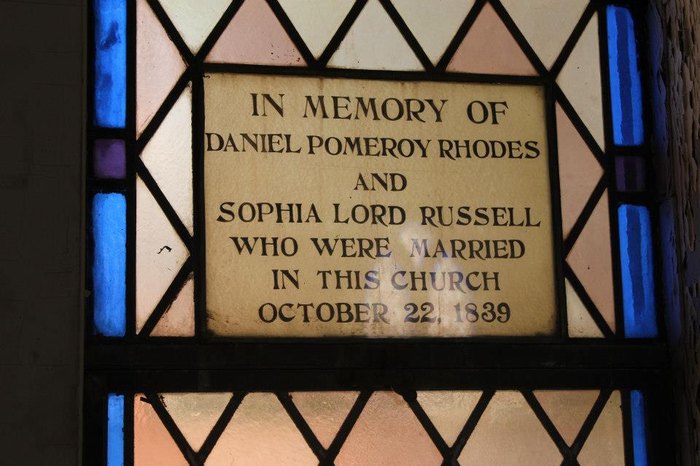 IN MEMORY OF
DANIEL POMEROY RHODES
AND
SOPHIA LORD RUSSELL
WHO WERE MARRIED
IN THIS CHURCH
OCTOBER 22, 1839